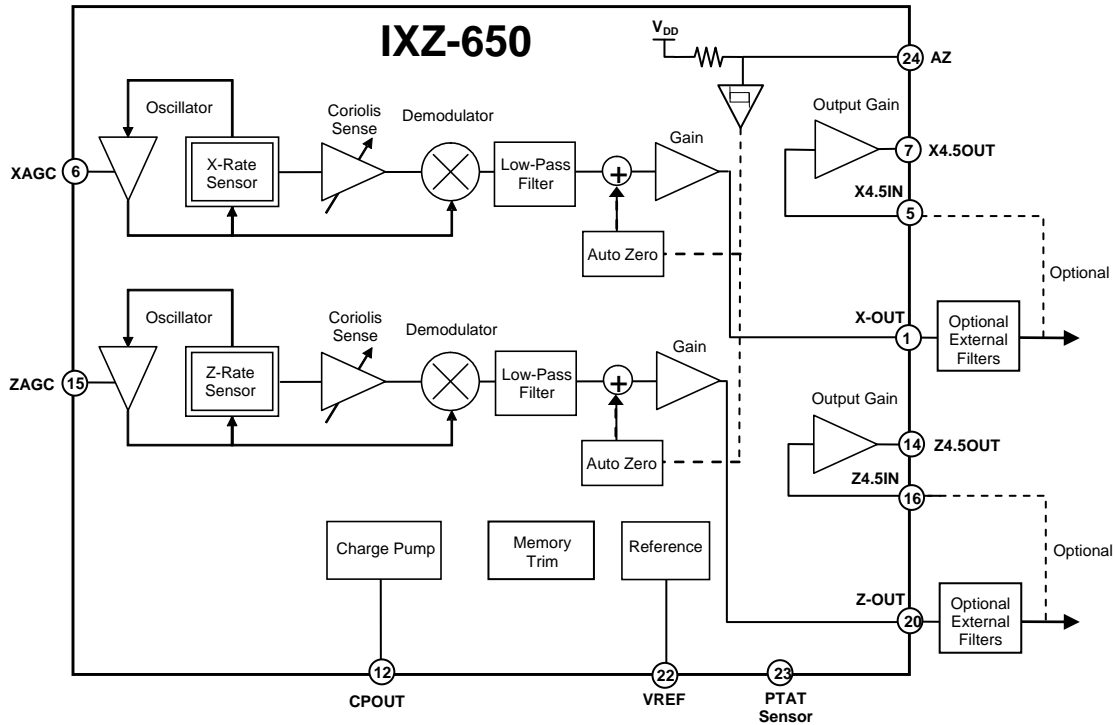 IXZ-650
VDD
24
AZ
Oscillator
Coriolis
Sense
Demodulator
Output Gain
Gain
XAGC
6
X-Rate
Sensor
Low-Pass
Filter
+
7
X4.5OUT
X4.5IN
5
Auto Zero
Optional
Oscillator
Coriolis
Sense
Demodulator
X-OUT
1
Optional
External
Filters
Gain
ZAGC
15
Z-Rate
Sensor
Low-Pass
Filter
+
Output Gain
14
Z4.5OUT
Auto Zero
Z4.5IN
16
Charge Pump
Memory
Trim
Reference
Optional
Z-OUT
20
Optional
External
Filters
12
CPOUT
22
VREF
23
PTAT
Sensor